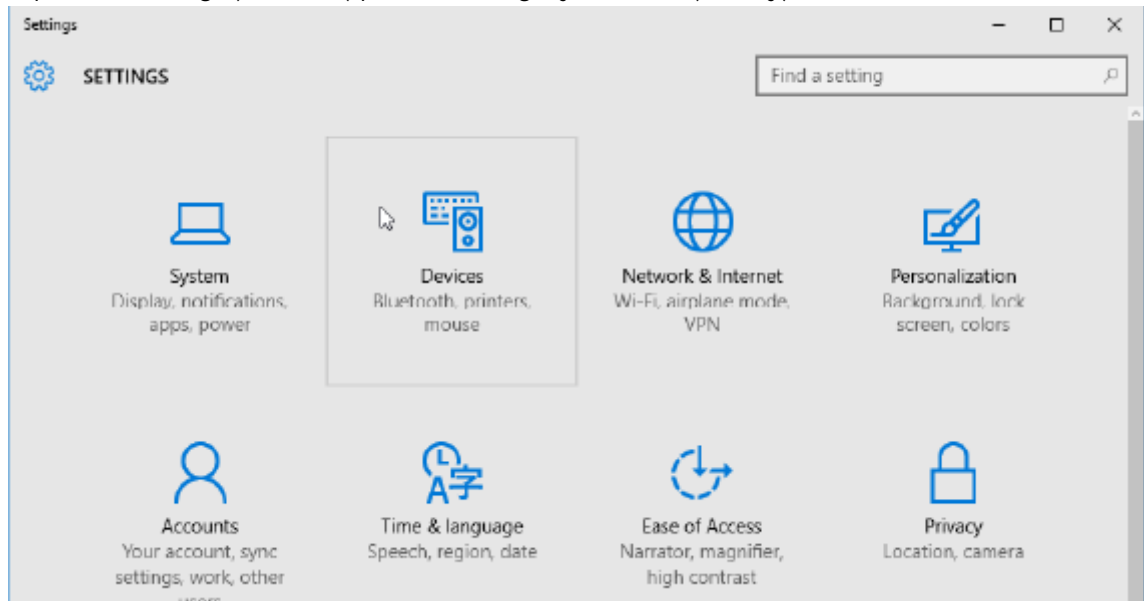 Settings
SETTINGS
Find a setting
System
Display, notifications,
apps, power
Devices
Bluetooth, printers,
mouse
Network & Internet
Wi-Fi, airplane mode,
VPN
Personalization
Background, lock
screen, colors
Accounts
Your account, sync
settings, work, other
users
Time & language
Speech, region, date
Ease of Access
Narrator, magnifier,
high contrast
Privacy
Location, camera